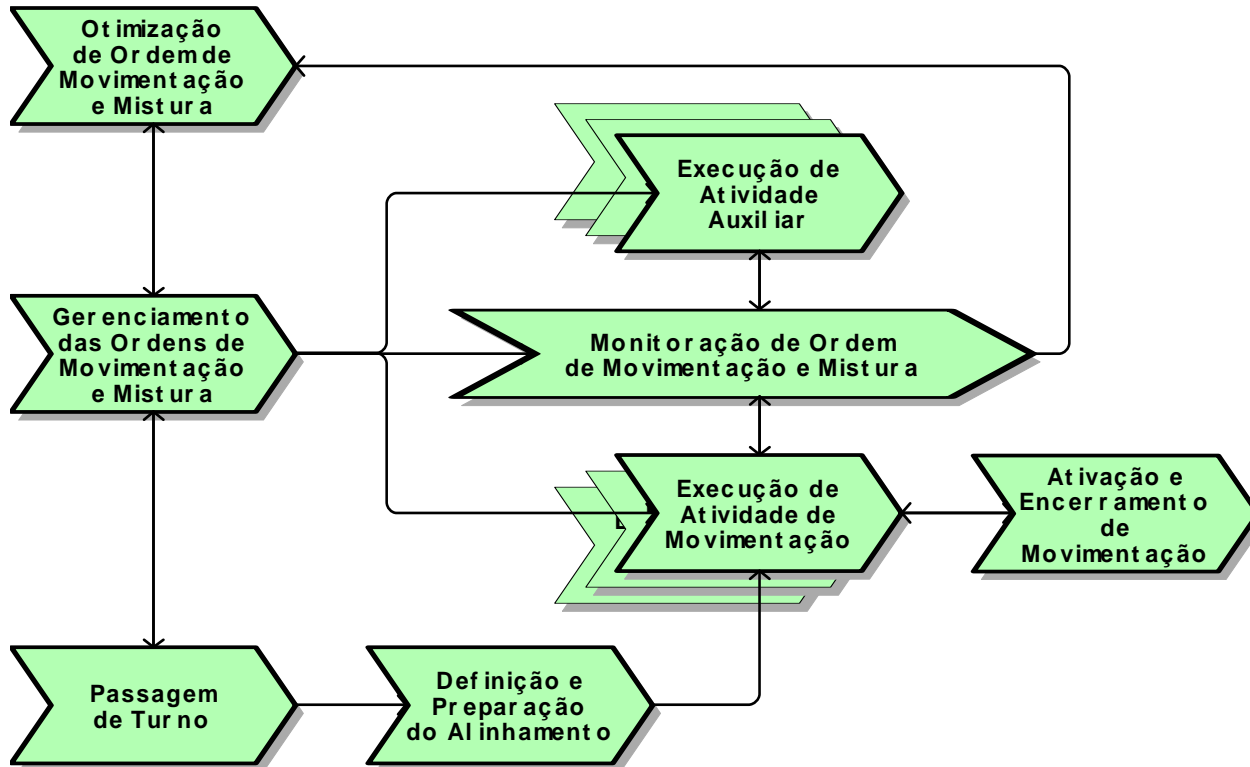 Otimização
de Ordem de
Movimentação
e Mistura
Execução de
Atividade
Auxiliar
Gerenciamento
das Ordens de
Movimentação
e Mistura
Monitoração de Ordem
de Movimentação e Mistura
Execução de
Atividade de
Movimentação
Ativação e
Encerramento
de
Movimentação
Passagem
de Turno
Definição e
Preparação
do Alinhamento